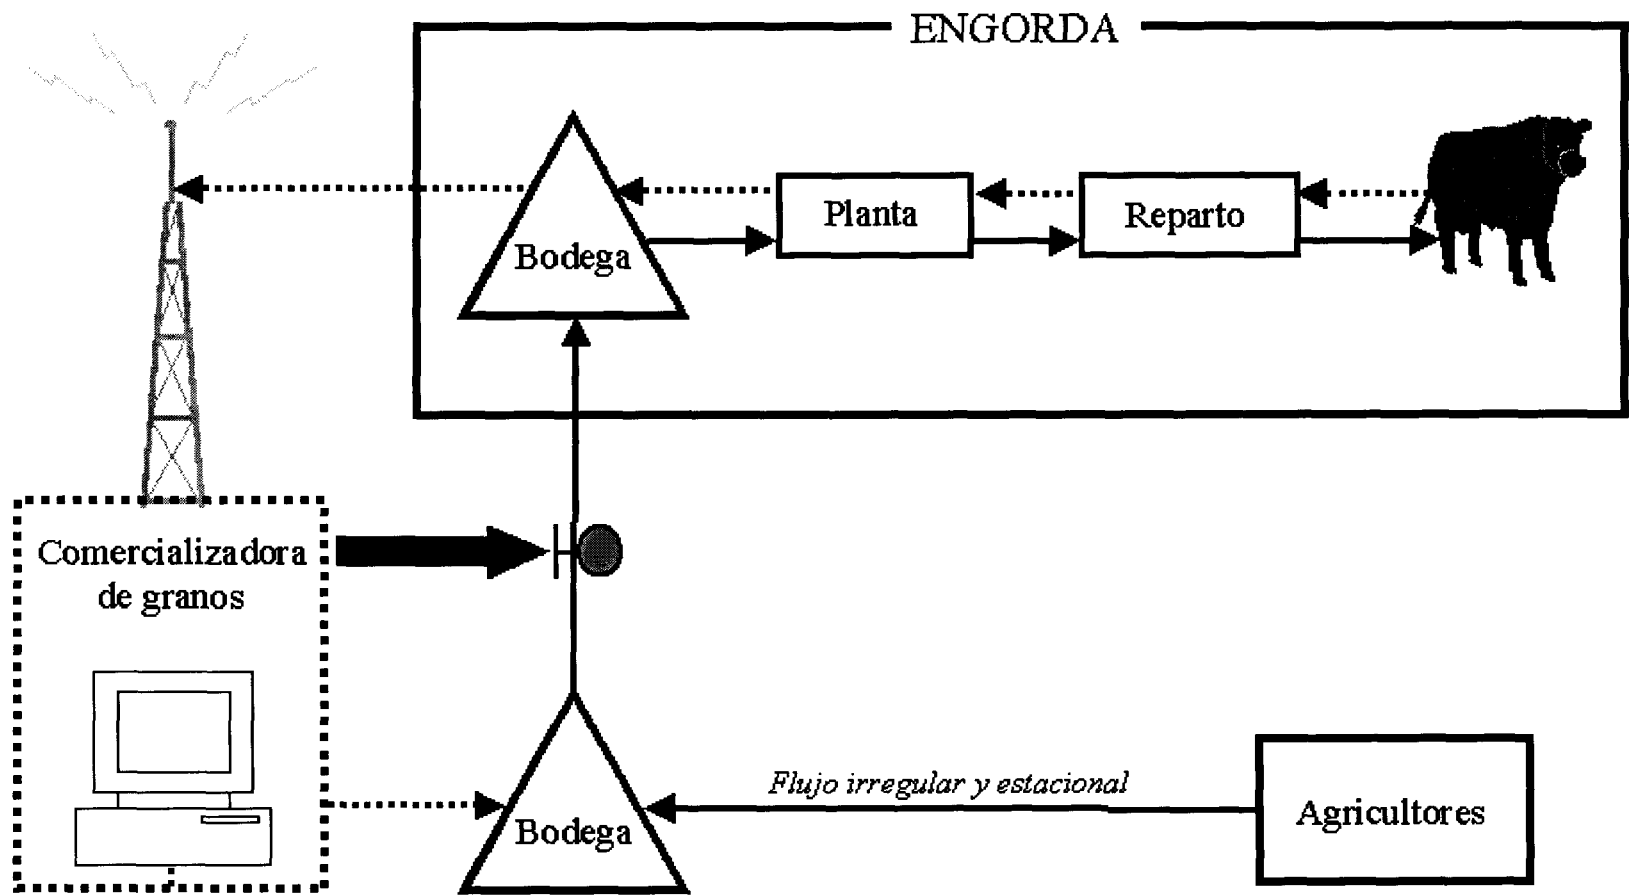 ENGORDA
Planta
Reparto
Bodega
Comercializadora
de granos
Flujo irregular y estacional
Bodega
Agricultores